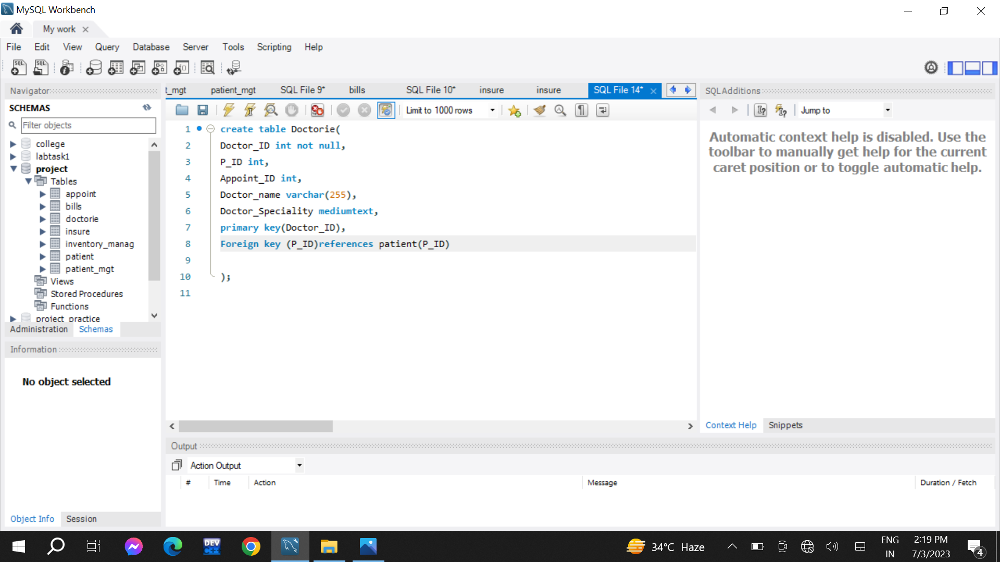 MySQL Workbench
My work
File Edit View Query Database Server Tools Scripting Help
Navigator
SCHEMAS
Filter objects
college
labtask1
project
Tables
appoint
bills
doctorie
insure
inventory_manag
patient
patient_mgt
Views
Stored Procedures
Functions
project_practice
Administration Schemas
Information
No object selected
Object Info Session
t_mgt patient_mgt SQL File 9* bills SQL File 10* insure insure SQL File 14*
Limit to 1000 rows
1 create table Doctorie(
2 Doctor_ID int not null,
3 P_ID int,
4 Appoint_ID int,
5 Doctor_name varchar(255),
6 Doctor_Speciality mediumtext,
7 primary key(Doctor_ID),
8 Foreign key (P_ID)references patient(P_ID)
9
10 );
11
SQLAdditions
Jump to
Automatic context help is disabled. Use the
toolbar to manually get help for the current
caret position or to toggle automatic help.
Context Help Snippets
Output
Action Output
# Time Action Message Duration / Fetch
DEV
C++
34°C Haze
ENG
IN
2:19 PM
7/3/2023
4